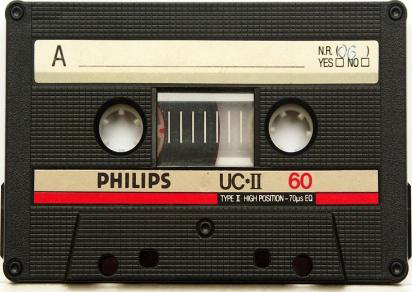 A
N.R. (06)
YES □ NO □
PHILIPS UC·II 60
TYPE II · HIGH POSITION - 70µs EQ